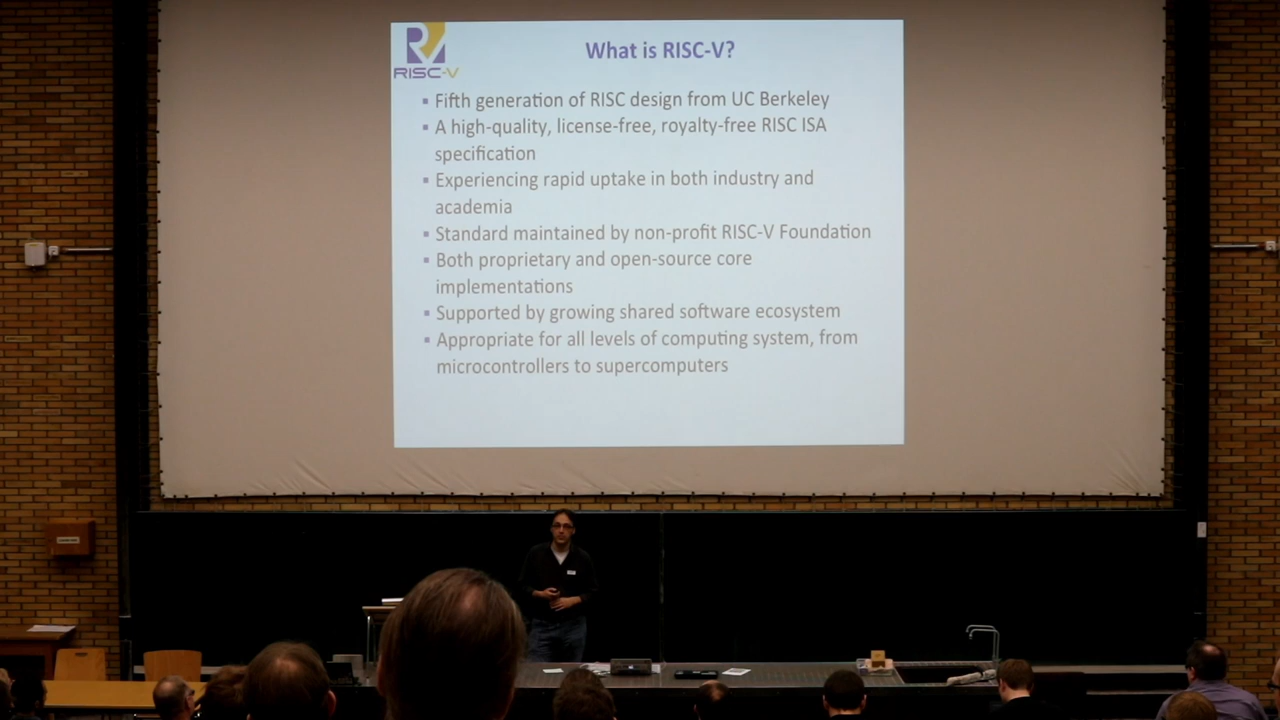 RISC-V
What is RISC-V?
▪ Fifth generation of RISC design from UC Berkeley
▪ A high-quality, license-free, royalty-free RISC ISA
specification
▪ Experiencing rapid uptake in both industry and
academia
▪ Standard maintained by non-profit RISC-V Foundation
▪ Both proprietary and open-source core
implementations
▪ Supported by growing shared software ecosystem
▪ Appropriate for all levels of computing system, from
microcontrollers to supercomputers